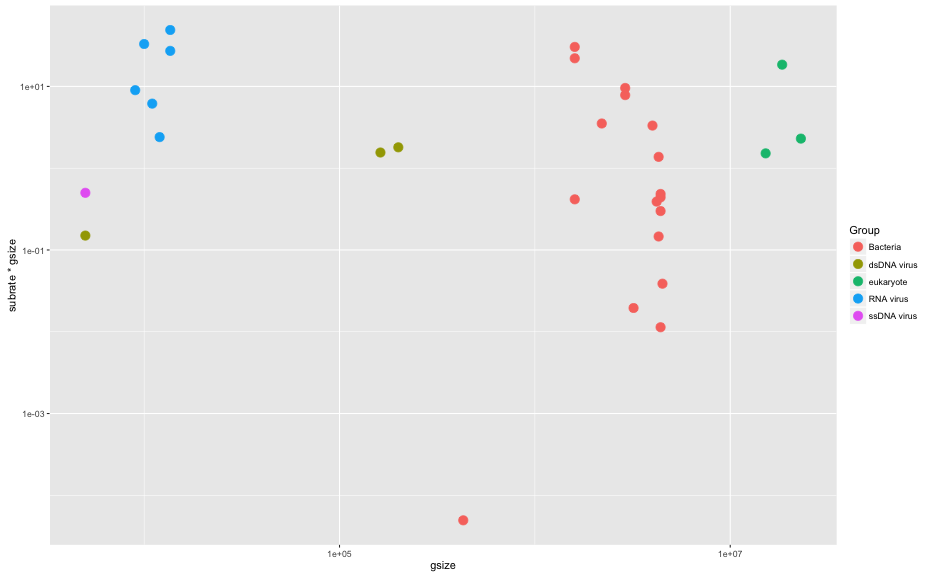 1e+01
1e-01
1e-03
subrate * gsize
1e+05
1e+07
gsize
Group
Bacteria
dsDNA virus
eukaryote
RNA virus
ssDNA virus